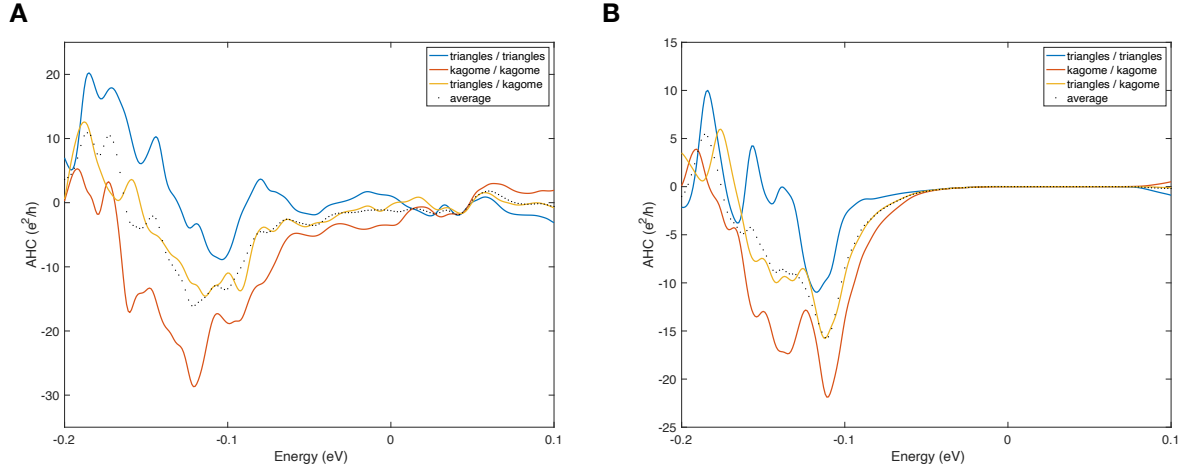 A
20
10
0
-10
-20
-30
-0.2
-0.1
0
0.1
AHC (e2/h)
Energy (eV)
triangles / triangles
kagome / kagome
triangles / kagome
average
B
15
10
5
0
-5
-10
-15
-20
-25
-0.2
-0.1
0
0.1
AHC (e2/h)
Energy (eV)
triangles / triangles
kagome / kagome
triangles / kagome
average